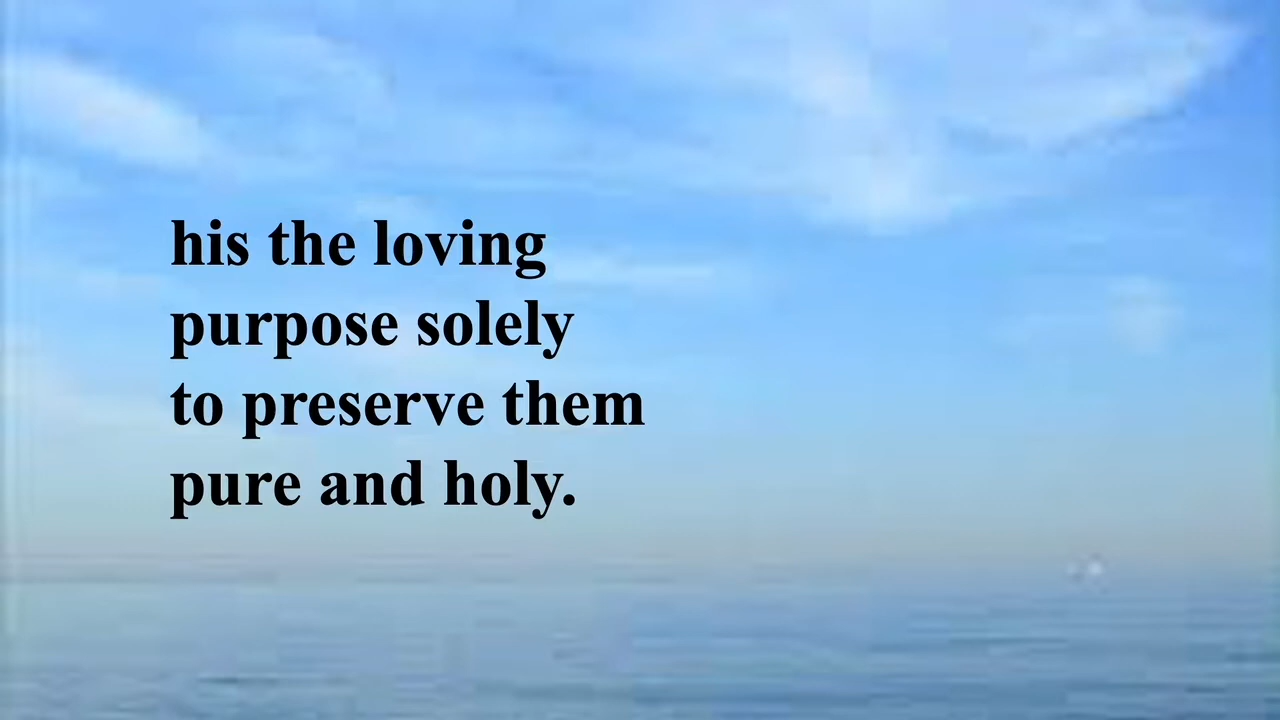 his the loving
purpose solely
to preserve them
pure and holy.